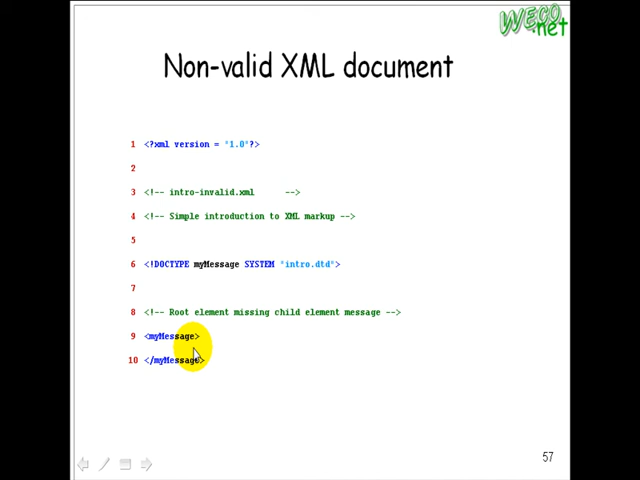 WECO
.net
Non-valid XML document
1 <?xml version = "1.0"?>
2
3 <!-- intro-invalid.xml      -->
4 <!-- Simple introduction to XML markup -->
5
6 <!DOCTYPE myMessage SYSTEM "intro.dtd">
7
8 <!-- Root element missing child element message -->
9 <myMessage>
10 </myMessage>
57